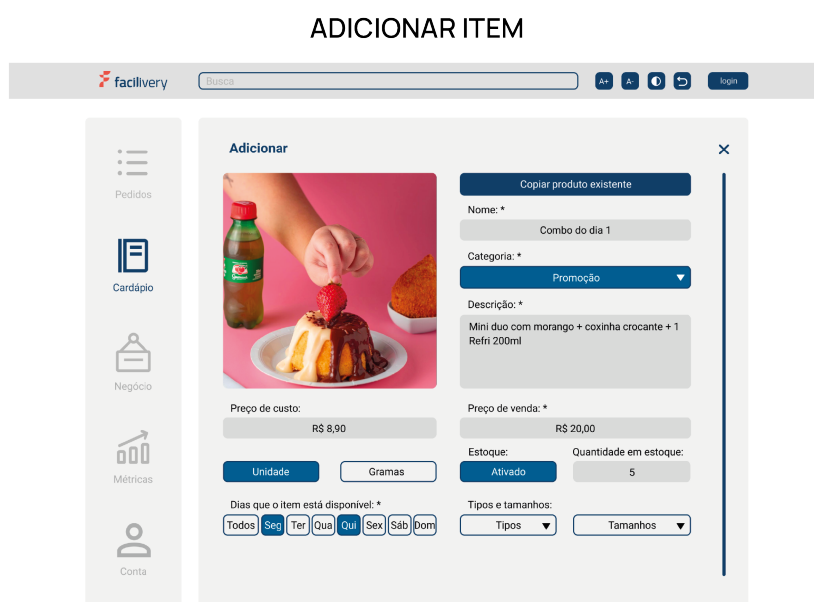 ADICIONAR ITEM
facilivery
Busca
A+
A-
login
Pedidos
Cardápio
Negócio
Métricas
Conta
Adicionar
Copiar produto existente
Nome: *
Combo do dia 1
Categoria: *
Promoção
Descrição: *
Mini duo com morango + coxinha crocante + 1
Refri 200ml
Preço de custo:
R$ 8,90
Preço de venda: *
R$ 20,00
Unidade
Gramas
Estoque:
Ativado
Quantidade em estoque:
5
Dias que o item está disponível: *
Todos Seg Ter Qua Qui Sex Sáb Dom
Tipos e tamanhos:
Tipos
Tamanhos